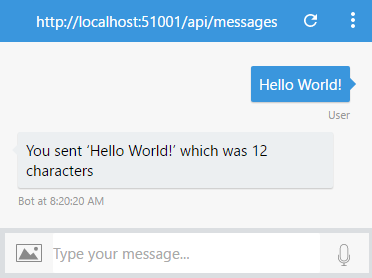 http://localhost:51001/api/messages
Hello World!
User
You sent ‘Hello World!’ which was 12
characters
Bot at 8:20:20 AM
Type your message...